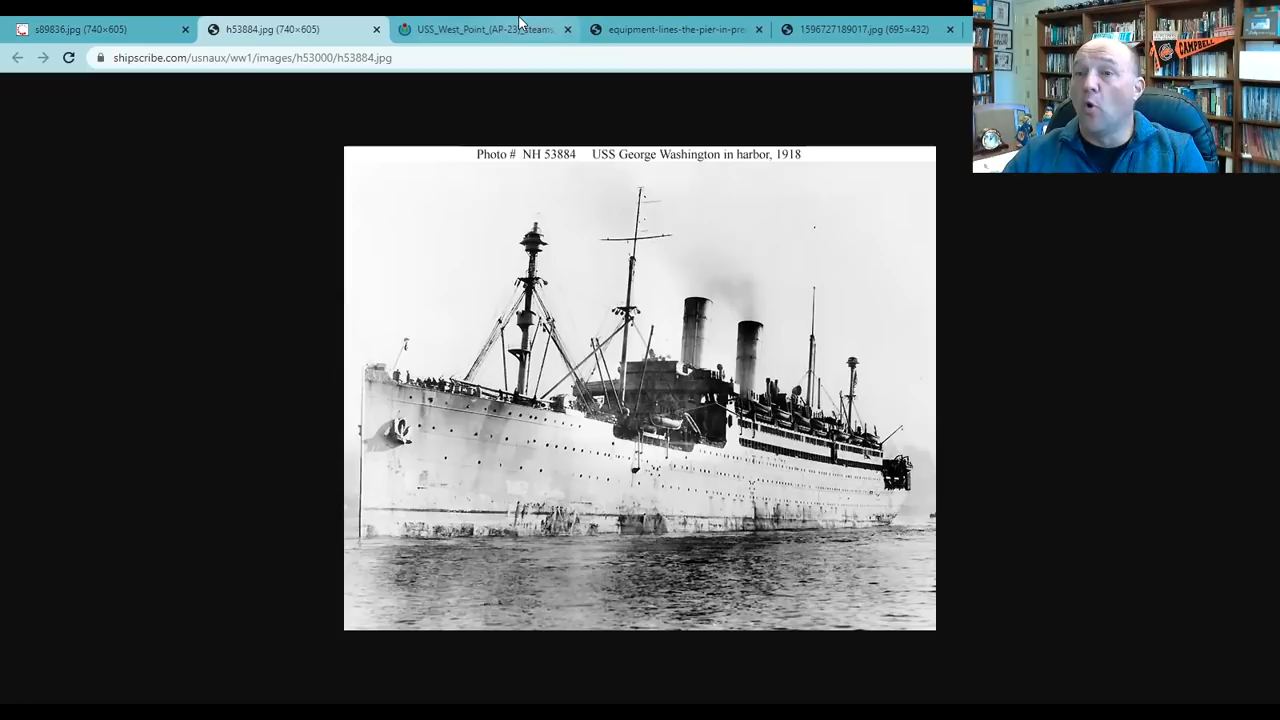 s89836.jpg (740×605)
h53884.jpg (740×605)
USS_West_Point_(AP-23)_Steams
equipment-lines-the-pier-in-pre
1596727189017.jpg (695×432)
shipscribe.com/usnaux/ww1/images/h53000/h53884.jpg
CAMPBELL
Photo # NH 53884 USS George Washington in harbor, 1918